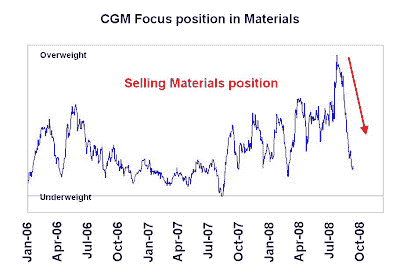 CGM Focus position in Materials
Overweight
Selling Materials position
Underweight
Jan-06
Apr-06
Jul-06
Oct-06
Jan-07
Apr-07
Jul-07
Oct-07
Jan-08
Apr-08
Jul-08
Oct-08